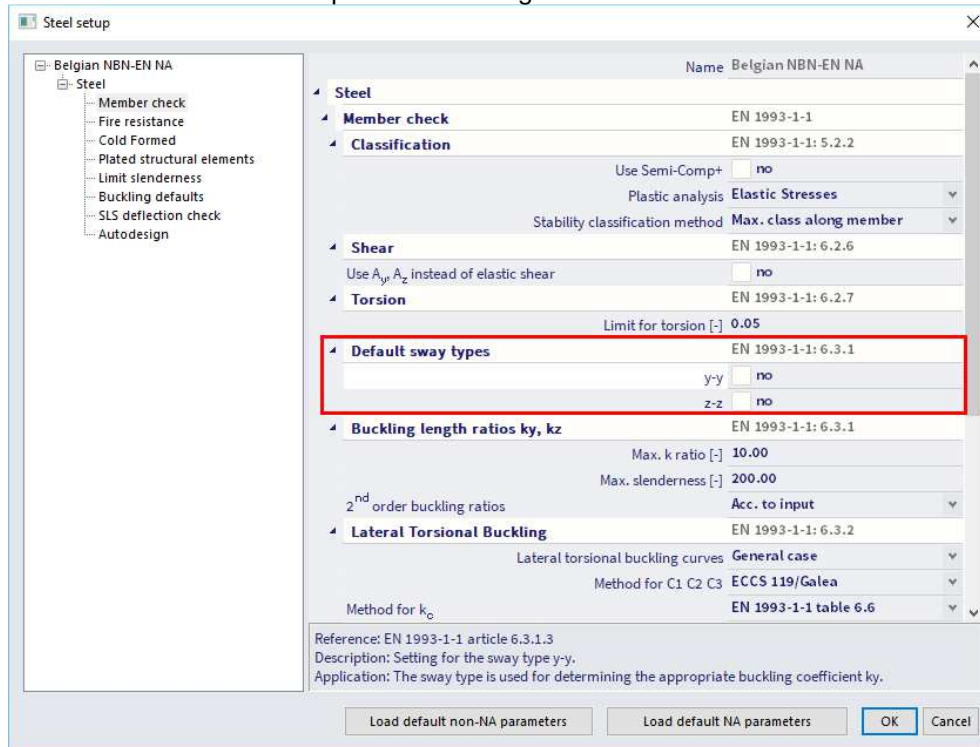 Steel setup
Belgian NBN-EN NA
Steel
Member check
Fire resistance
Cold Formed
Plated structural elements
Limit slenderness
Buckling defaults
SLS deflection check
Autodesign
Name Belgian NBN-EN NA
Steel
Member check EN 1993-1-1
Classification EN 1993-1-1: 5.2.2
Use Semi-Comp+ no
Plastic analysis Elastic Stresses
Stability classification method Max. class along member
Shear EN 1993-1-1: 6.2.6
Use Ay, Az instead of elastic shear no
Torsion EN 1993-1-1: 6.2.7
Limit for torsion [-] 0.05
Default sway types EN 1993-1-1: 6.3.1
y-y no
z-z no
Buckling length ratios ky, kz EN 1993-1-1: 6.3.1
Max. k ratio [-] 10.00
Max. slenderness [-] 200.00
2nd order buckling ratios Acc. to input
Lateral Torsional Buckling EN 1993-1-1: 6.3.2
Lateral torsional buckling curves General case
Method for C1 C2 C3 ECCS 119/Galea
Method for kc EN 1993-1-1 table 6.6
Reference: EN 1993-1-1 article 6.3.1.3
Description: Setting for the sway type y-y.
Application: The sway type is used for determining the appropriate buckling coefficient ky.
Load default non-NA parameters Load default NA parameters OK Cancel